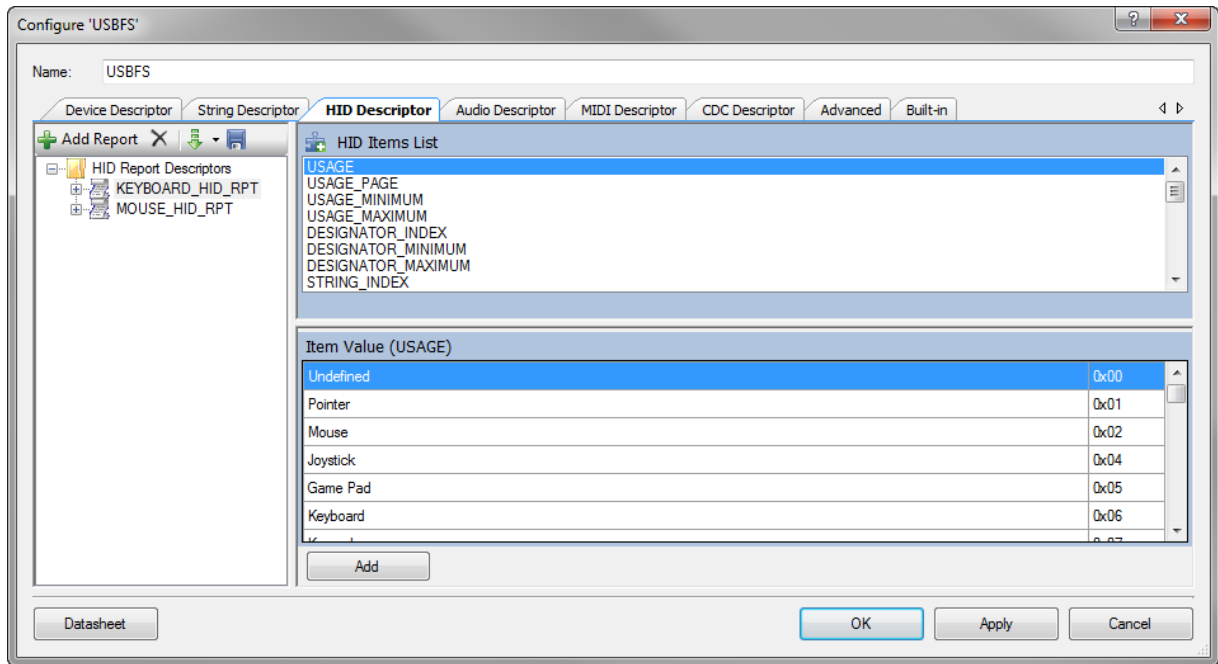 Configure 'USBFS'
Name: USBFS
Device Descriptor String Descriptor HID Descriptor Audio Descriptor MIDI Descriptor CDC Descriptor Advanced Built-in
Add Report
HID Items List
HID Report Descriptors
KEYBOARD_HID_RPT
MOUSE_HID_RPT
USAGE
USAGE_PAGE
USAGE_MINIMUM
USAGE_MAXIMUM
DESIGNATOR_INDEX
DESIGNATOR_MINIMUM
DESIGNATOR_MAXIMUM
STRING_INDEX
Item Value (USAGE)
Undefined 0x00
Pointer 0x01
Mouse 0x02
Joystick 0x04
Game Pad 0x05
Keyboard 0x06
Add
Datasheet OK Apply Cancel